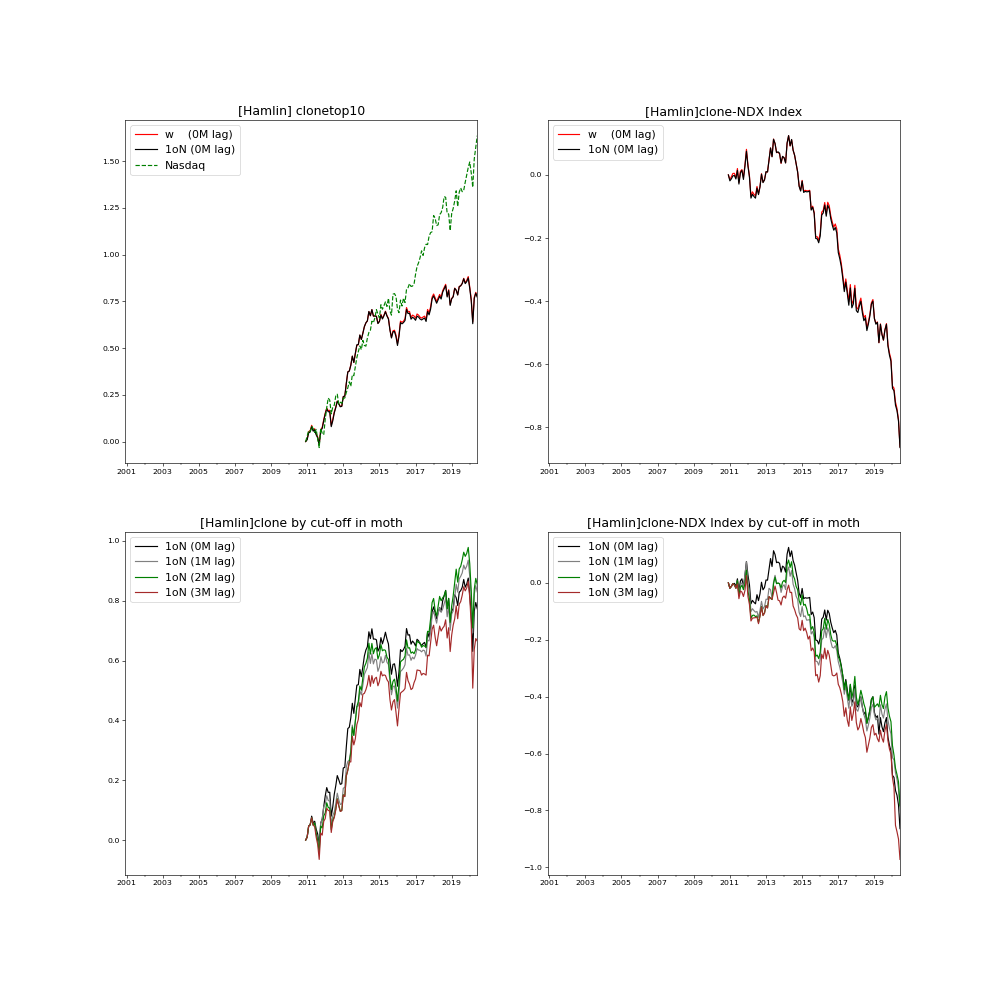 [Hamlin] clonetop10
w (0M lag)
1oN (0M lag)
Nasdaq
1.50
1.25
1.00
0.75
0.50
0.25
0.00
2001 2003 2005 2007 2009 2011 2013 2015 2017 2019
[Hamlin]clone-NDX Index
w (0M lag)
1oN (0M lag)
0.0
−0.2
−0.4
−0.6
−0.8
2001 2003 2005 2007 2009 2011 2013 2015 2017 2019
[Hamlin]clone by cut-off in moth
1oN (0M lag)
1oN (1M lag)
1oN (2M lag)
1oN (3M lag)
1.0
0.8
0.6
0.4
0.2
0.0
2001 2003 2005 2007 2009 2011 2013 2015 2017 2019
[Hamlin]clone-NDX Index by cut-off in moth
1oN (0M lag)
1oN (1M lag)
1oN (2M lag)
1oN (3M lag)
0.0
−0.2
−0.4
−0.6
−0.8
−1.0
2001 2003 2005 2007 2009 2011 2013 2015 2017 2019